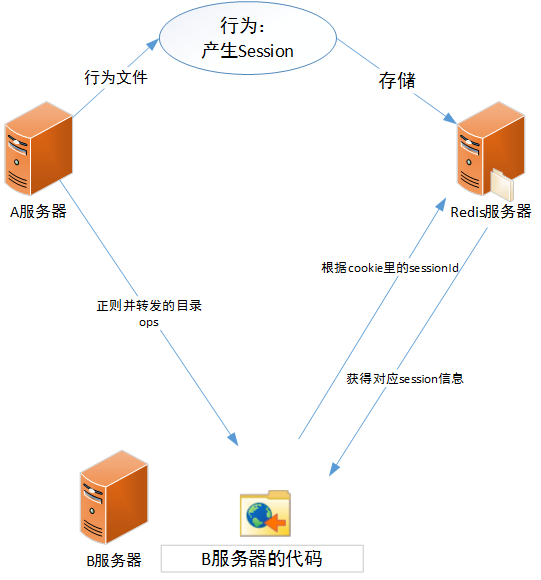 行为：
产生Session
行为文件
存储
A服务器
Redis服务器
根据cookie里的sessionId
正则并转发的目录
ops
获得对应session信息
B服务器
B服务器的代码